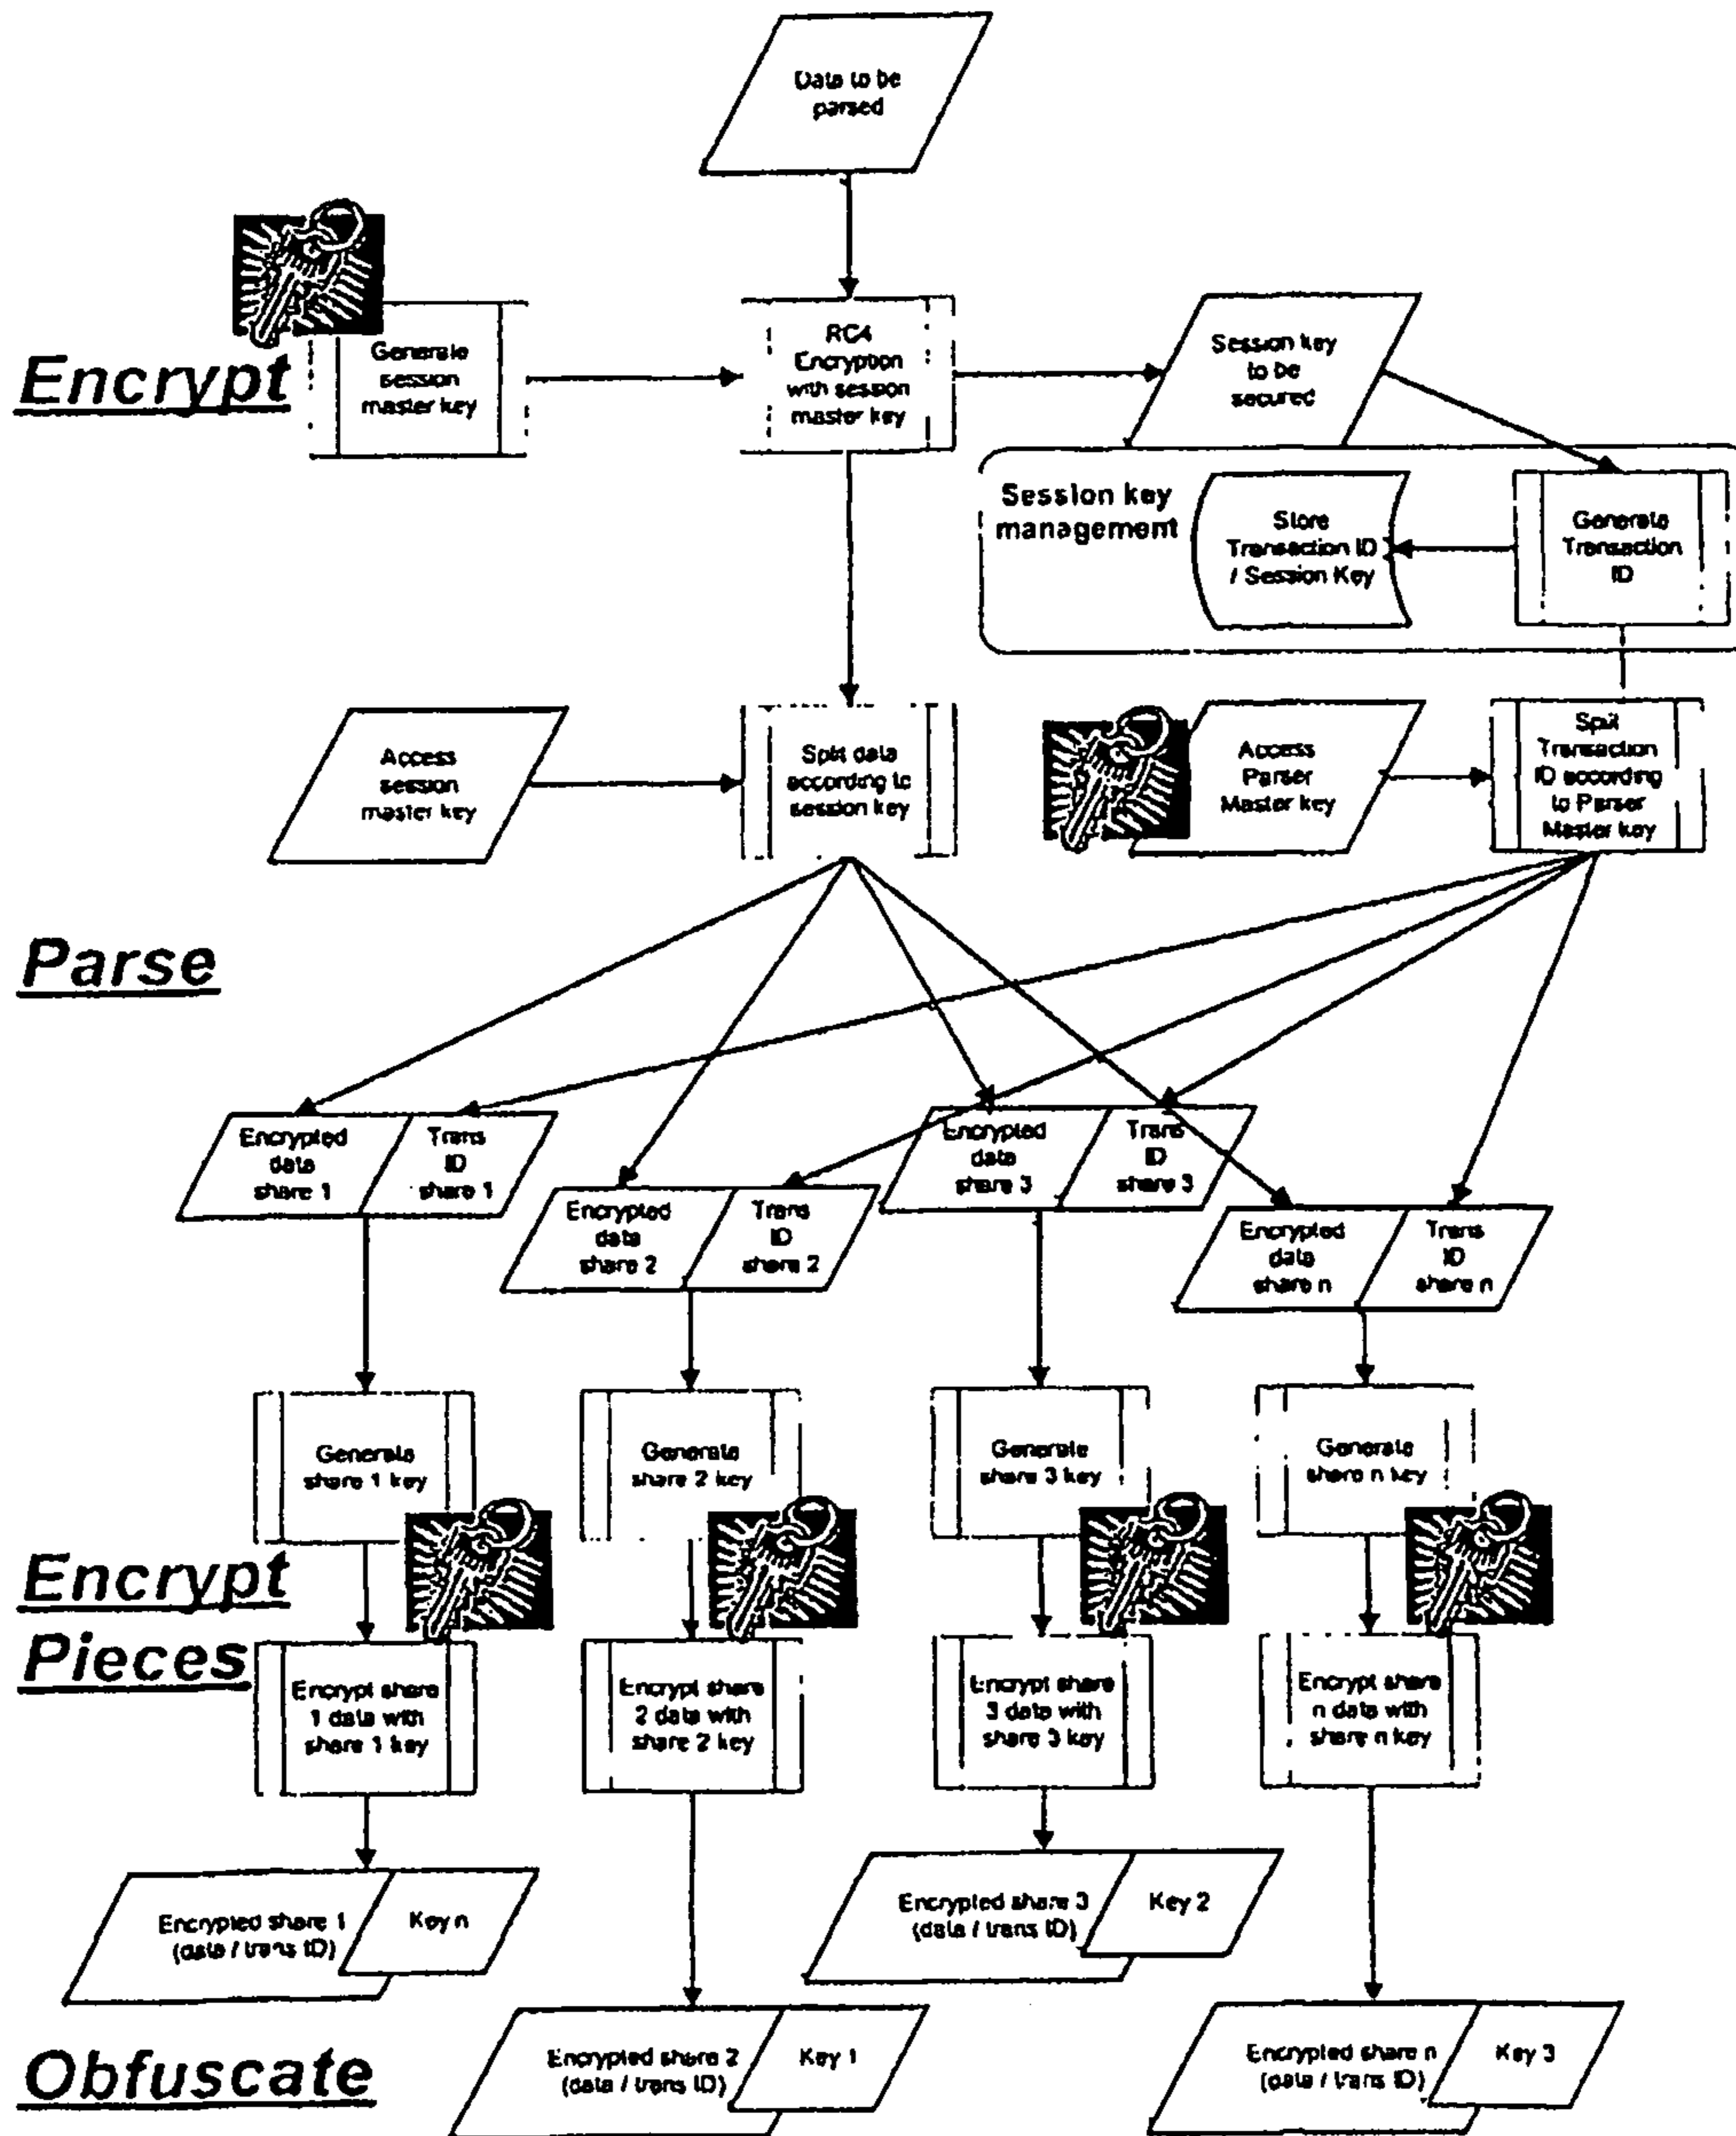 Data to be
parsed
Encrypt
Generate
session
master key
RC4
Encryption
with session
master key
Session key
to be
secured
Session key
management
Store
Transaction ID
/ Session Key
Generate
Transaction
ID
Access
session
master key
Split data
according to
session key
Access
Parser
Master key
Split
Transaction
ID according
to Parser
Master key
Parse
Encrypted
data
share 1
Trans
ID
share 1
Encrypted
data
share 2
Trans
ID
share 2
Encrypted
data
share 3
Trans
ID
share 3
Encrypted
data
share n
Trans
ID
share n
Generate
share 1 key
Generate
share 2 key
Generate
share 3 key
Generate
share n key
Encrypt
Pieces
Encrypt share
1 data with
share 1 key
Encrypt share
2 data with
share 2 key
Encrypt share
3 data with
share 3 key
Encrypt share
n data with
share n key
Encrypted share 1
(data / trans ID)
Key n
Encrypted share 3
(data / trans ID)
Key 2
Obfuscate
Encrypted share 2
(data / trans ID)
Key 1
Encrypted share n
(data / trans ID)
Key 3